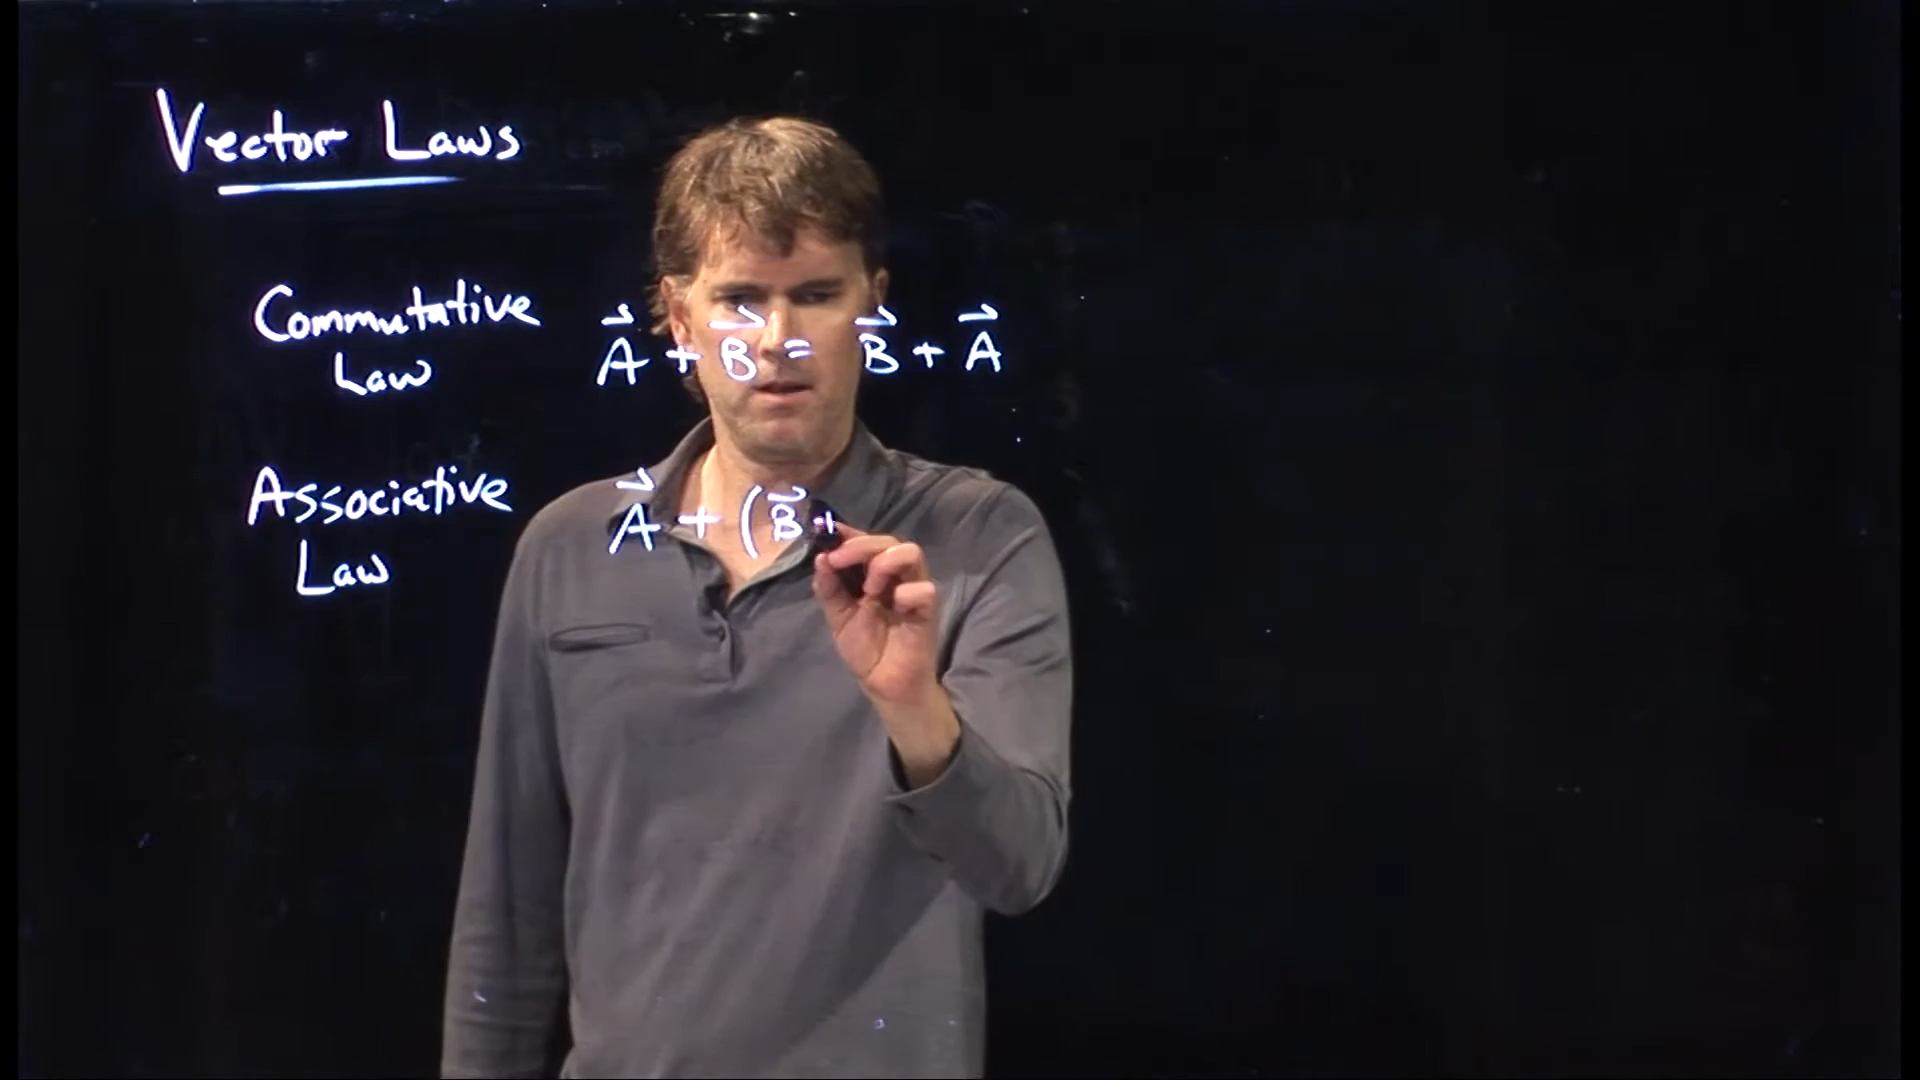 Vector Laws
Commutative Law
A⃗ + B⃗ = B⃗ + A⃗
Associative Law
A⃗ + (B⃗ +